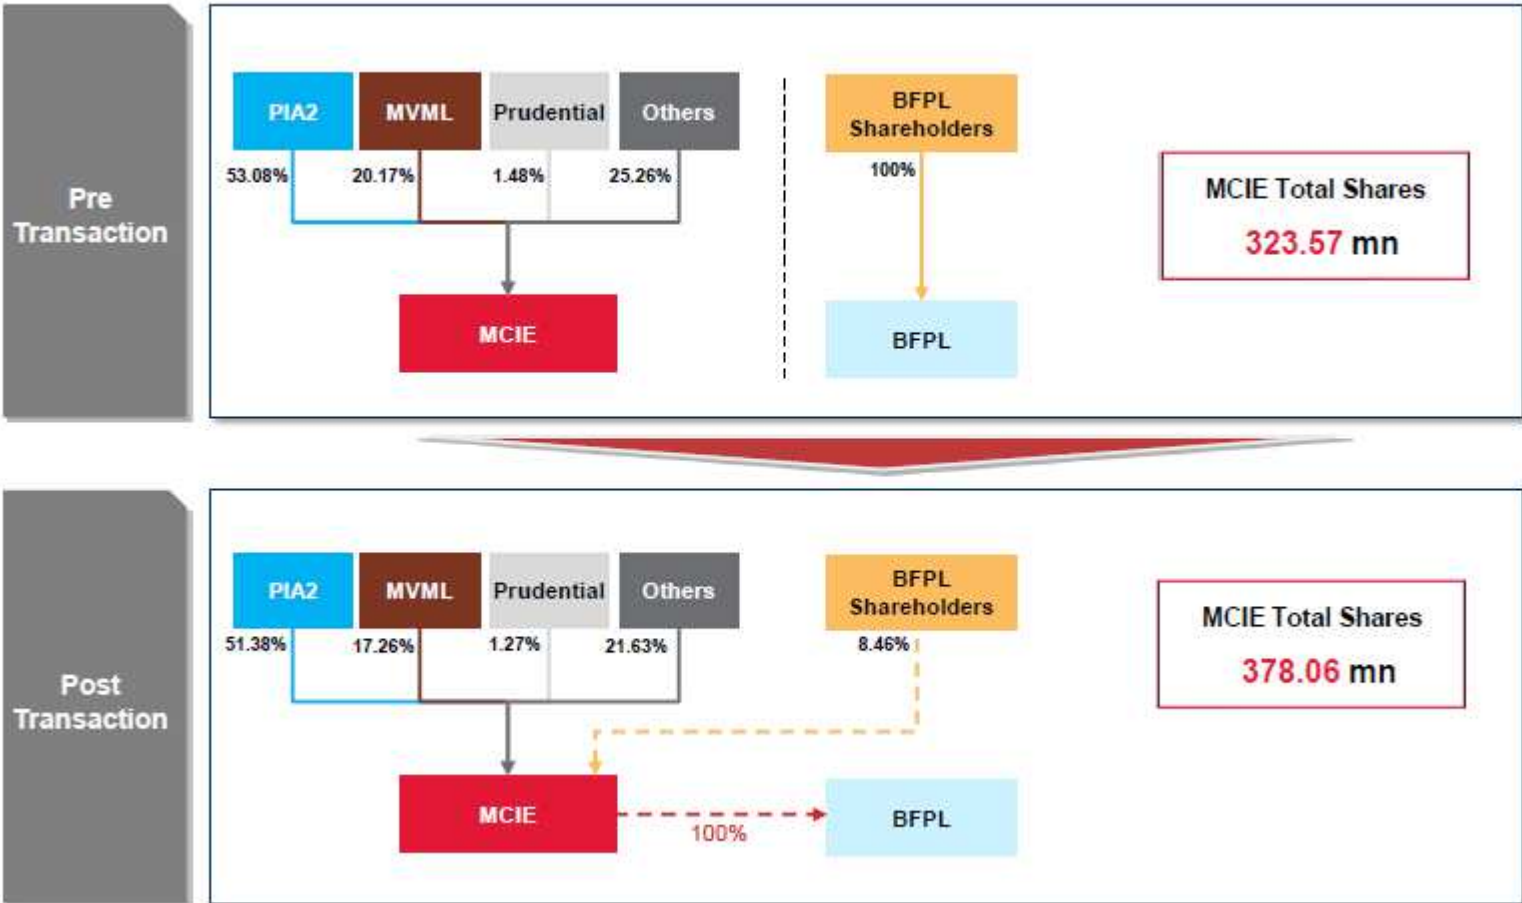 Pre
Transaction
PIA2
MVML
Prudential
Others
BFPL
Shareholders
53.08%
20.17%
1.48%
25.26%
100%
MCIE Total Shares
323.57 mn
MCIE
BFPL
Post
Transaction
PIA2
MVML
Prudential
Others
BFPL
Shareholders
51.38%
17.26%
1.27%
21.63%
8.46%
MCIE Total Shares
378.06 mn
MCIE
100%
BFPL